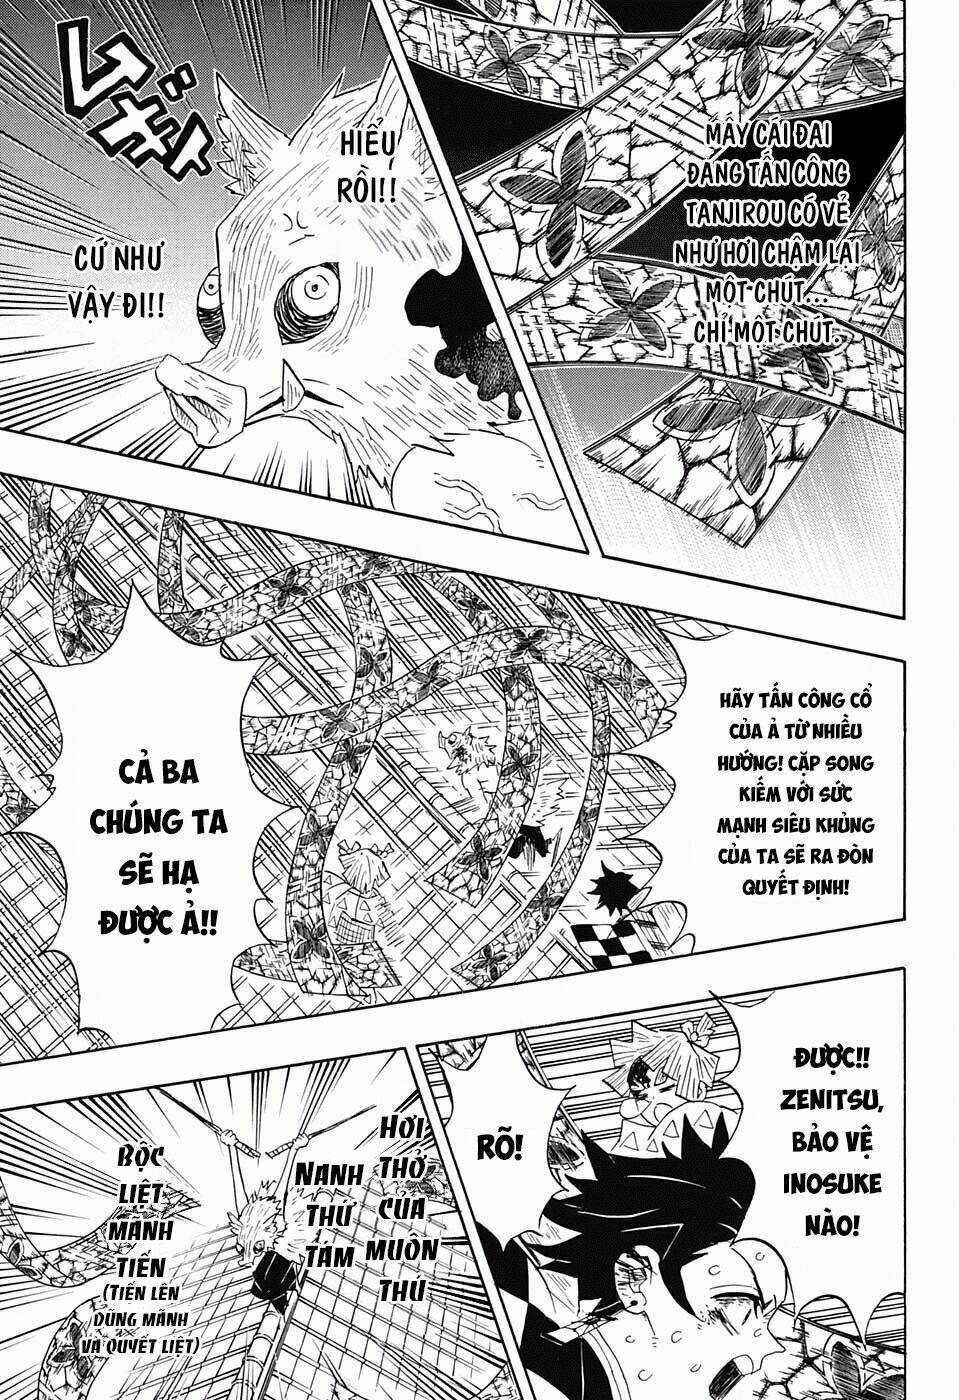 MẤY CÁI ĐAI
ĐANG TẤN CÔNG
TANJIROU CÓ VẺ
NHƯ HƠI CHẬM LẠI
MỘT CHÚT...
CHỈ MỘT CHÚT.
HIỂU
RỒI!!
CỨ NHƯ
VẬY ĐI!!
ムギイッ
HÃY TẤN CÔNG CỔ
CỦA Ả TỪ NHIỀU
HƯỚNG! CẶP SONG
KIẾM VỚI SỨC
MẠNH SIÊU KHỦNG
CỦA TA SẼ RA ĐÒN
QUYẾT ĐỊNH!
CẢ BA
CHÚNG TA
SẼ HẠ
ĐƯỢC Ả!!
ĐƯỢC!!
ZENITSU,
BẢO VỆ
INOSUKE
NÀO!
RÕ!
HƠI
THỞ
CỦA
MUÔN
THÚ
NANH
THỨ
TÁM
BỘC
LIỆT
MÃNH
TIẾN
(TIẾN LÊN
DŨNG MÃNH
VÀ QUYẾT LIỆT)